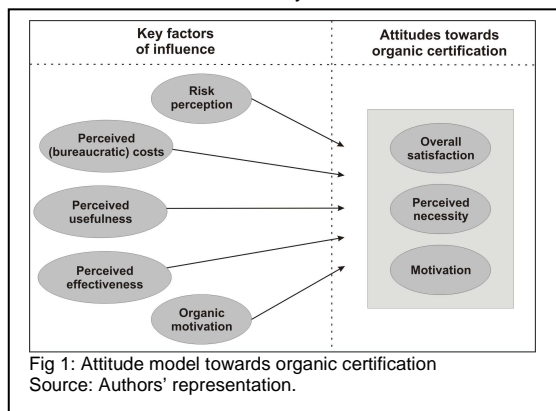 Key factors
of influence
Attitudes towards
organic certification
Risk
perception
Perceived
(bureaucratic) costs
Perceived
usefulness
Perceived
effectiveness
Organic
motivation
Overall
satisfaction
Perceived
necessity
Motivation
Fig 1: Attitude model towards organic certification
Source: Authors' representation.